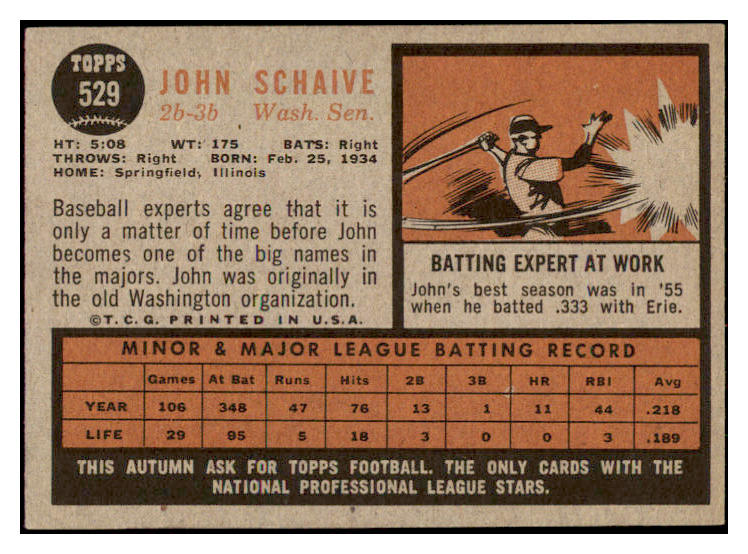 TOPPS
529
JOHN SCHAIVE
2b-3b Wash. Sen.
HT: 5:08 WT: 175 BATS: Right
THROWS: Right BORN: Feb. 25, 1934
HOME: Springfield, Illinois
Baseball experts agree that it is
only a matter of time before John
becomes one of the big names in
the majors. John was originally in
the old Washington organization.
©T.C.G. PRINTED IN U.S.A.
BATTING EXPERT AT WORK
John's best season was in '55
when he batted .333 with Erie.
MINOR & MAJOR LEAGUE BATTING RECORD
Games At Bat Runs Hits 2B 3B HR RBI Avg
YEAR 106 348 47 76 13 1 11 44 .218
LIFE 29 95 5 18 3 0 0 3 .189
THIS AUTUMN ASK FOR TOPPS FOOTBALL. THE ONLY CARDS WITH THE
NATIONAL PROFESSIONAL LEAGUE STARS.